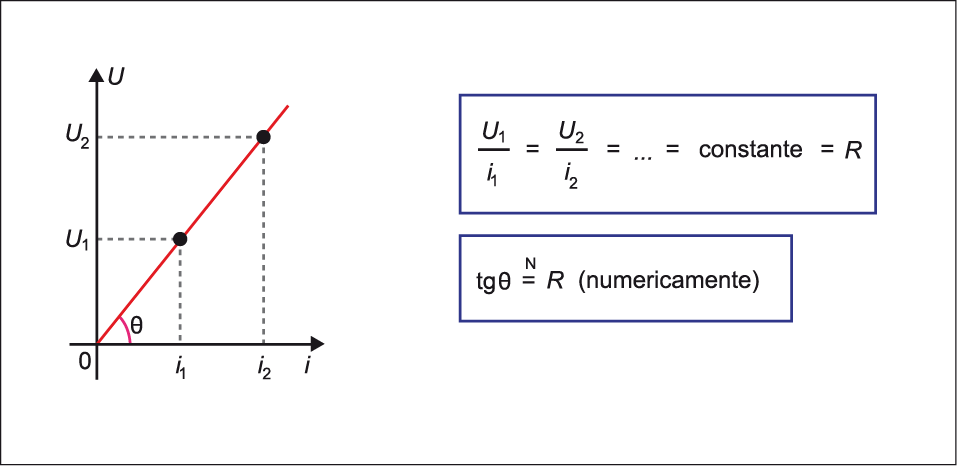 U
U₂
U₁
θ
0
i₁
i₂
i
U₁/i₁ = U₂/i₂ = ... = constante = R
N
tgθ = R (numericamente)